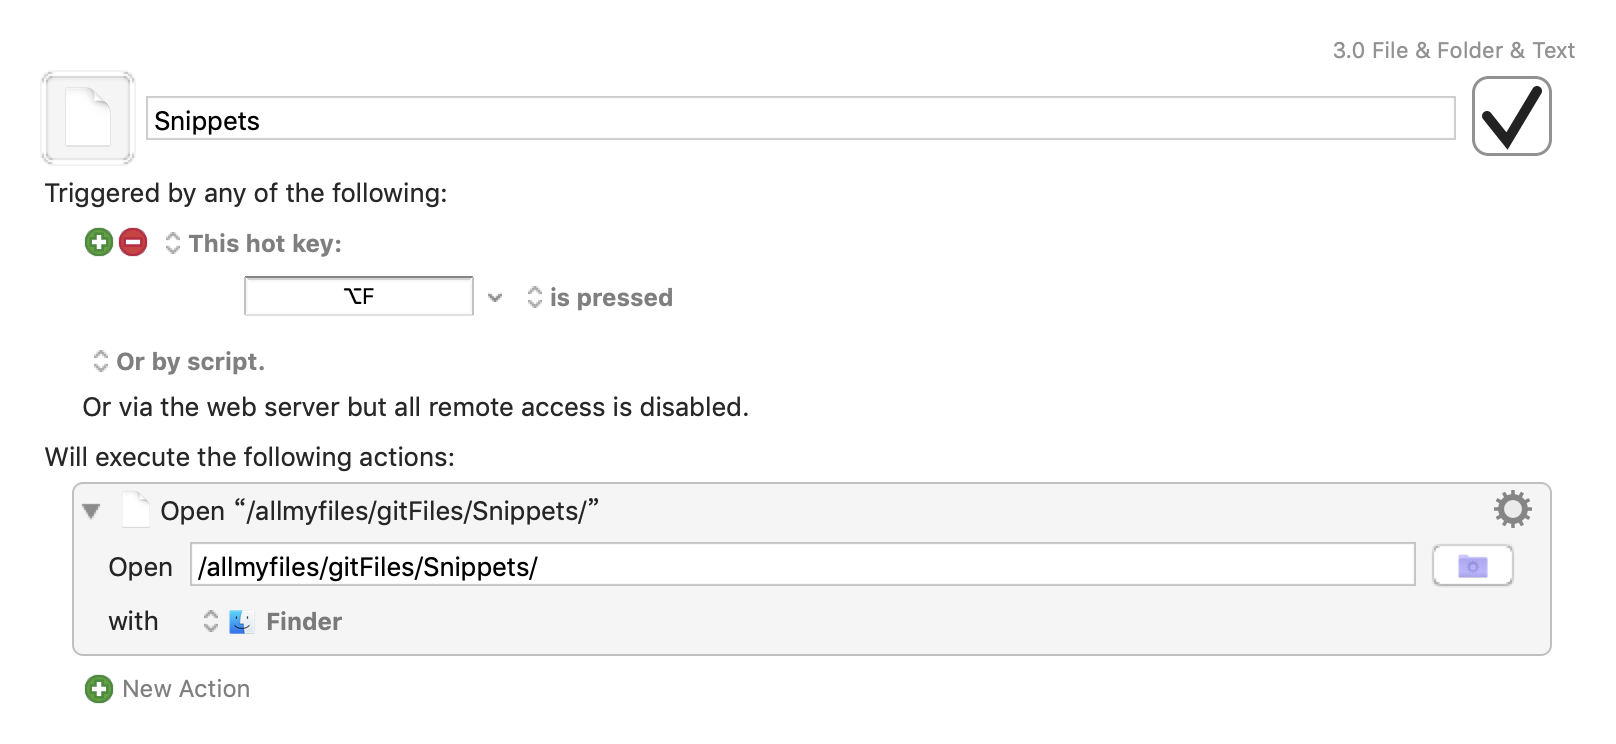 3.0 File & Folder & Text
Snippets
Triggered by any of the following:
This hot key:
⌥F is pressed
Or by script.
Or via the web server but all remote access is disabled.
Will execute the following actions:
Open “/allmyfiles/gitFiles/Snippets/”
Open /allmyfiles/gitFiles/Snippets/
with Finder
New Action